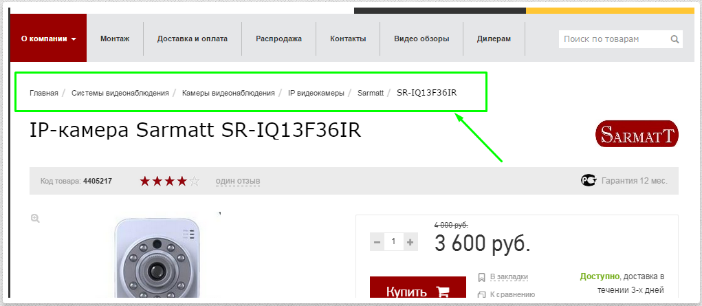 О компании Монтаж Доставка и оплата Распродажа Контакты Видео обзоры Дилерам Поиск по товарам
Главная / Системы видеонаблюдения / Камеры видеонаблюдения / IP видеокамеры / Sarmatt / SR-IQ13F36IR
IP-камера Sarmatt SR-IQ13F36IR
SARMATT
Код товара: 4405217 один отзыв РСТ Гарантия 12 мес.
4 000 руб.
1 3 600 руб.
Купить В закладки Доступно, доставка в
К сравнению течении 3-х дней